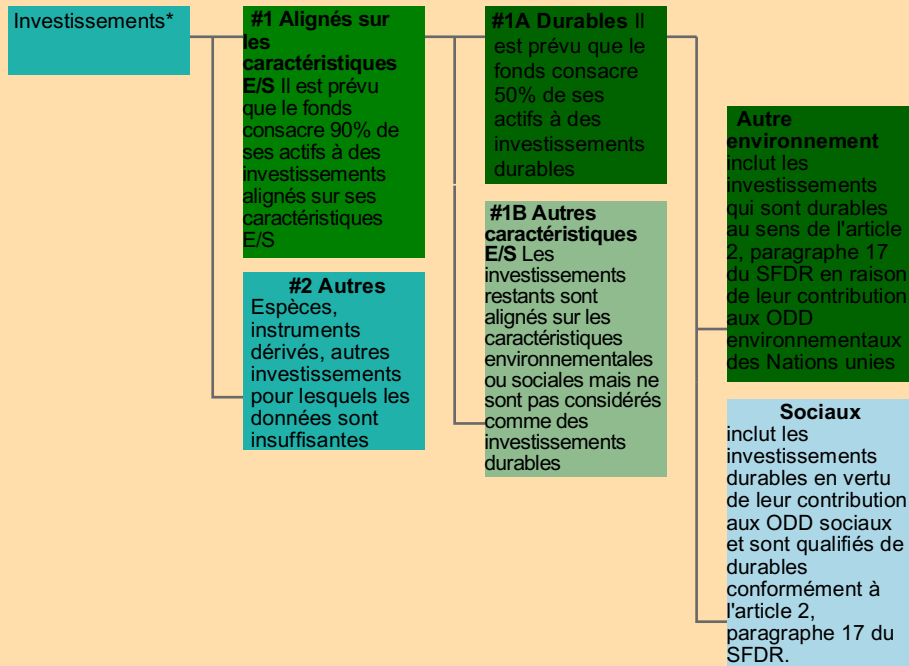 Investissements*
#1 Alignés sur
les
caractéristiques
E/S Il est prévu
que le fonds
consacre 90% de
ses actifs à des
investissements
alignés sur ses
caractéristiques
E/S
#2 Autres
Espèces,
instruments
dérivés, autres
investissements
pour lesquels les
données sont
insuffisantes
#1A Durables Il
est prévu que le
fonds consacre
50% de ses
actifs à des
investissements
durables
#1B Autres
caractéristiques
E/S Les
investissements
restants sont
alignés sur les
caractéristiques
environnementales
ou sociales mais ne
sont pas considérés
comme des
investissements
durables
Autre
environnement
inclut les
investissements
qui sont durables
au sens de l'article
2, paragraphe 17
du SFDR en raison
de leur contribution
aux ODD
environnementaux
des Nations unies
Sociaux
inclut les
investissements
durables en vertu
de leur contribution
aux ODD sociaux
et sont qualifiés de
durables
conformément à
l'article 2,
paragraphe 17 du
SFDR.